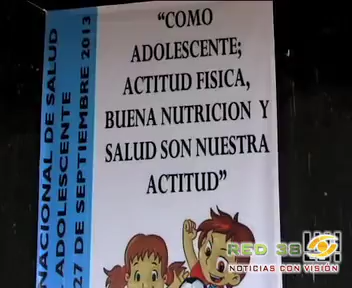 “COMO
ADOLESCENTE;
ACTITUD FISICA,
BUENA NUTRICION Y
SALUD SON NUESTRA
ACTITUD”
NACIONAL DE SALUD
ADOLESCENTE
27 DE SEPTIEMBRE 2013
RED 38
NOTICIAS CON VISIÓN